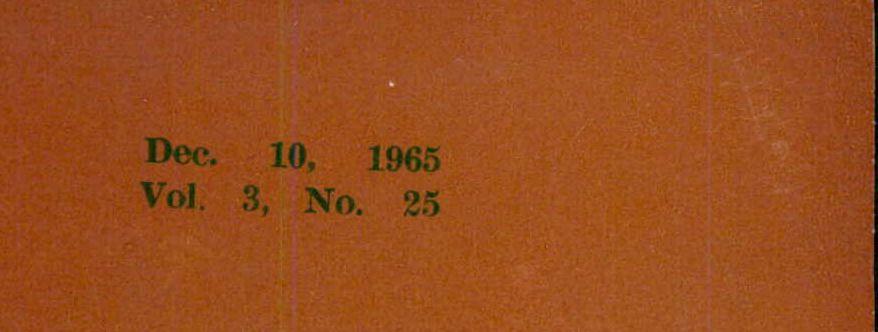 Dec. 10, 1965
Vol. 3, No. 25